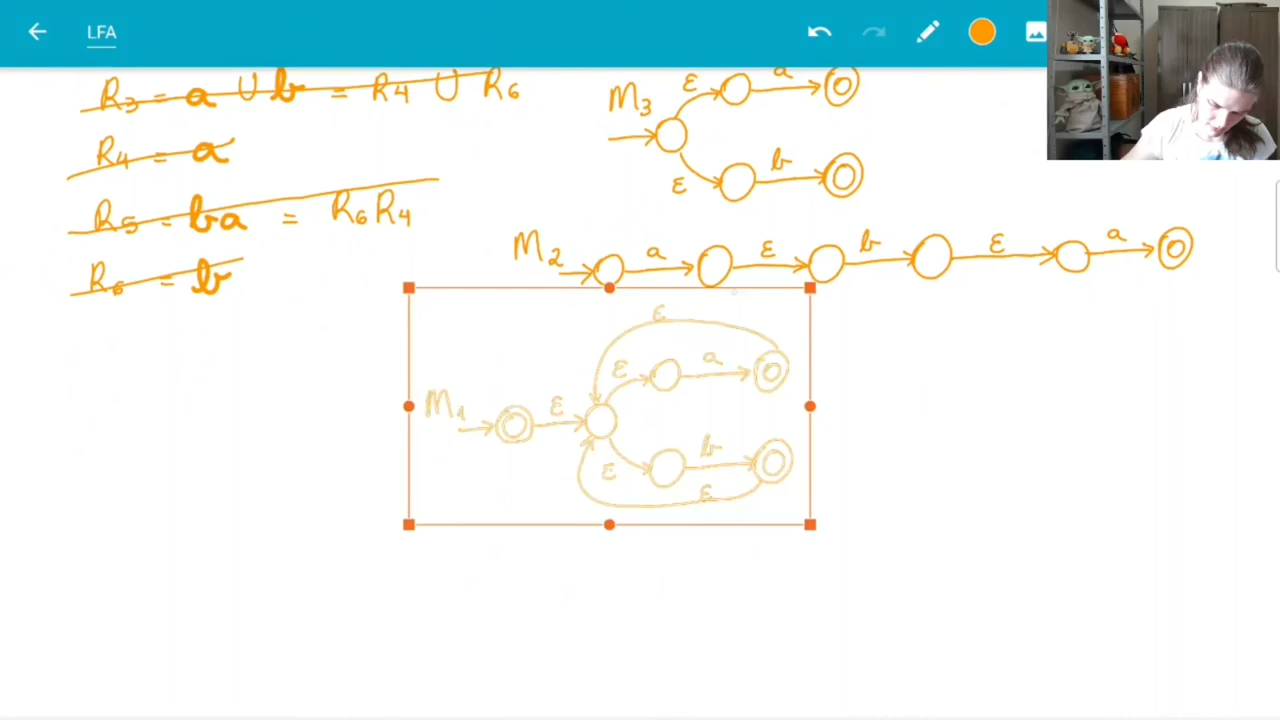 LFA
R₃ = a ∪ b = R₄ ∪ R₆
R₄ = a
R₅ = ba = R₆R₄
R₆ = b
M₃ ε a
ε b
M₂ a ε b ε a
ε
ε a
M₁ ε
ε b
ε